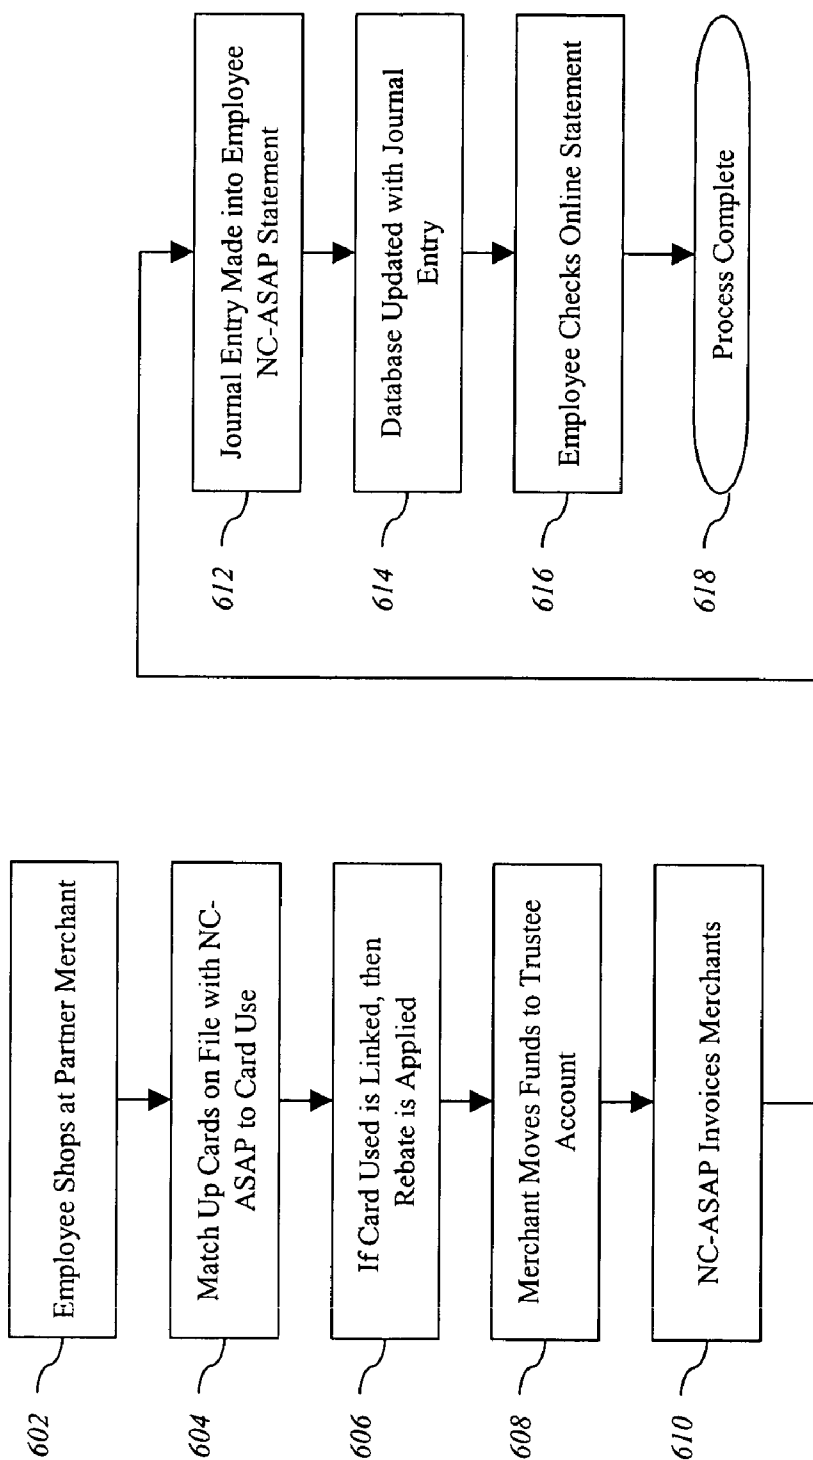 602
Employee Shops at Partner Merchant
604
Match Up Cards on File with NC-
ASAP to Card Use
606
If Card Used is Linked, then
Rebate is Applied
608
Merchant Moves Funds to Trustee
Account
610
NC-ASAP Invoices Merchants
612
Journal Entry Made into Employee
NC-ASAP Statement
614
Database Updated with Journal
Entry
616
Employee Checks Online Statement
618
Process Complete